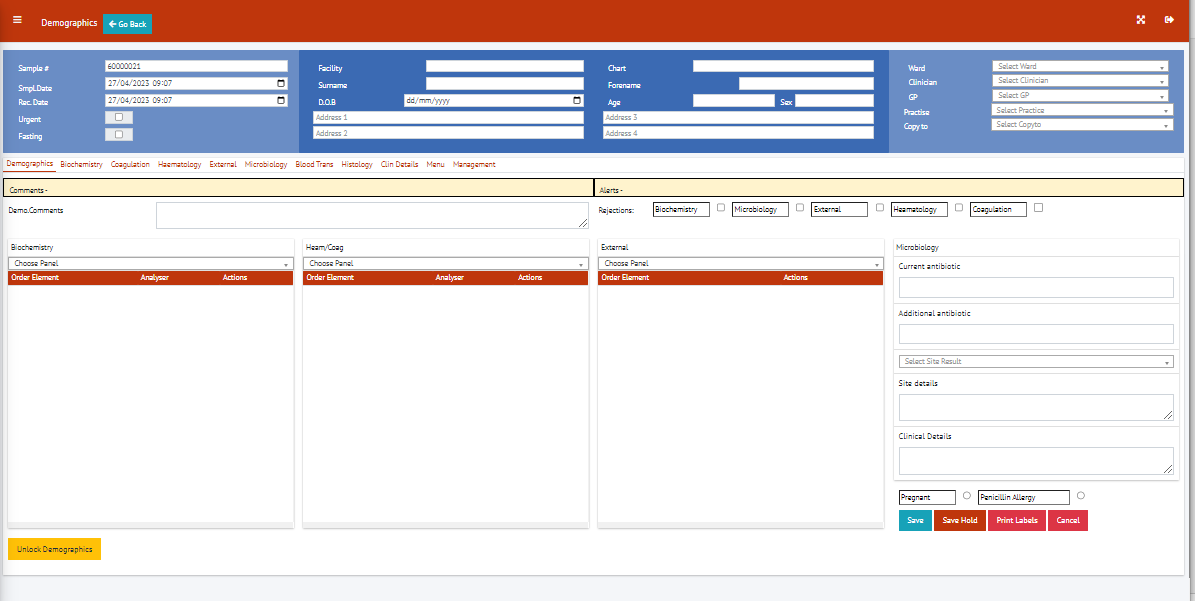 Demographics Go Back
Sample # 60000021 Facility Chart Ward Select Ward
Smpl.Date 27/04/2023 09:07 Surname Forename Clinician Select Clinician
Rec. Date 27/04/2023 09:07 D.O.B dd/mm/yyyy Age Sex GP Select GP
Urgent Address 1 Address 3 Practise Select Practice
Fasting Address 2 Address 4 Copy to Select Copyto
Demographics Biochemistry Coagulation Haematology External Microbiology Blood Trans Histology Clin Details Menu Management
Comments - Alerts -
Demo.Comments Rejections: Biochemistry Microbiology External Heamatology Coagulation
Biochemistry Heam/Coag External Microbiology
Choose Panel Choose Panel Choose Panel
Order Element Analyser Actions Order Element Analyser Actions Order Element Actions
Current antibiotic
Additional antibiotic
Select Site Result
Site details
Clinical Details
Pregnant Penicillin Allergy
Save Save Hold Print Labels Cancel
Unlock Demographics